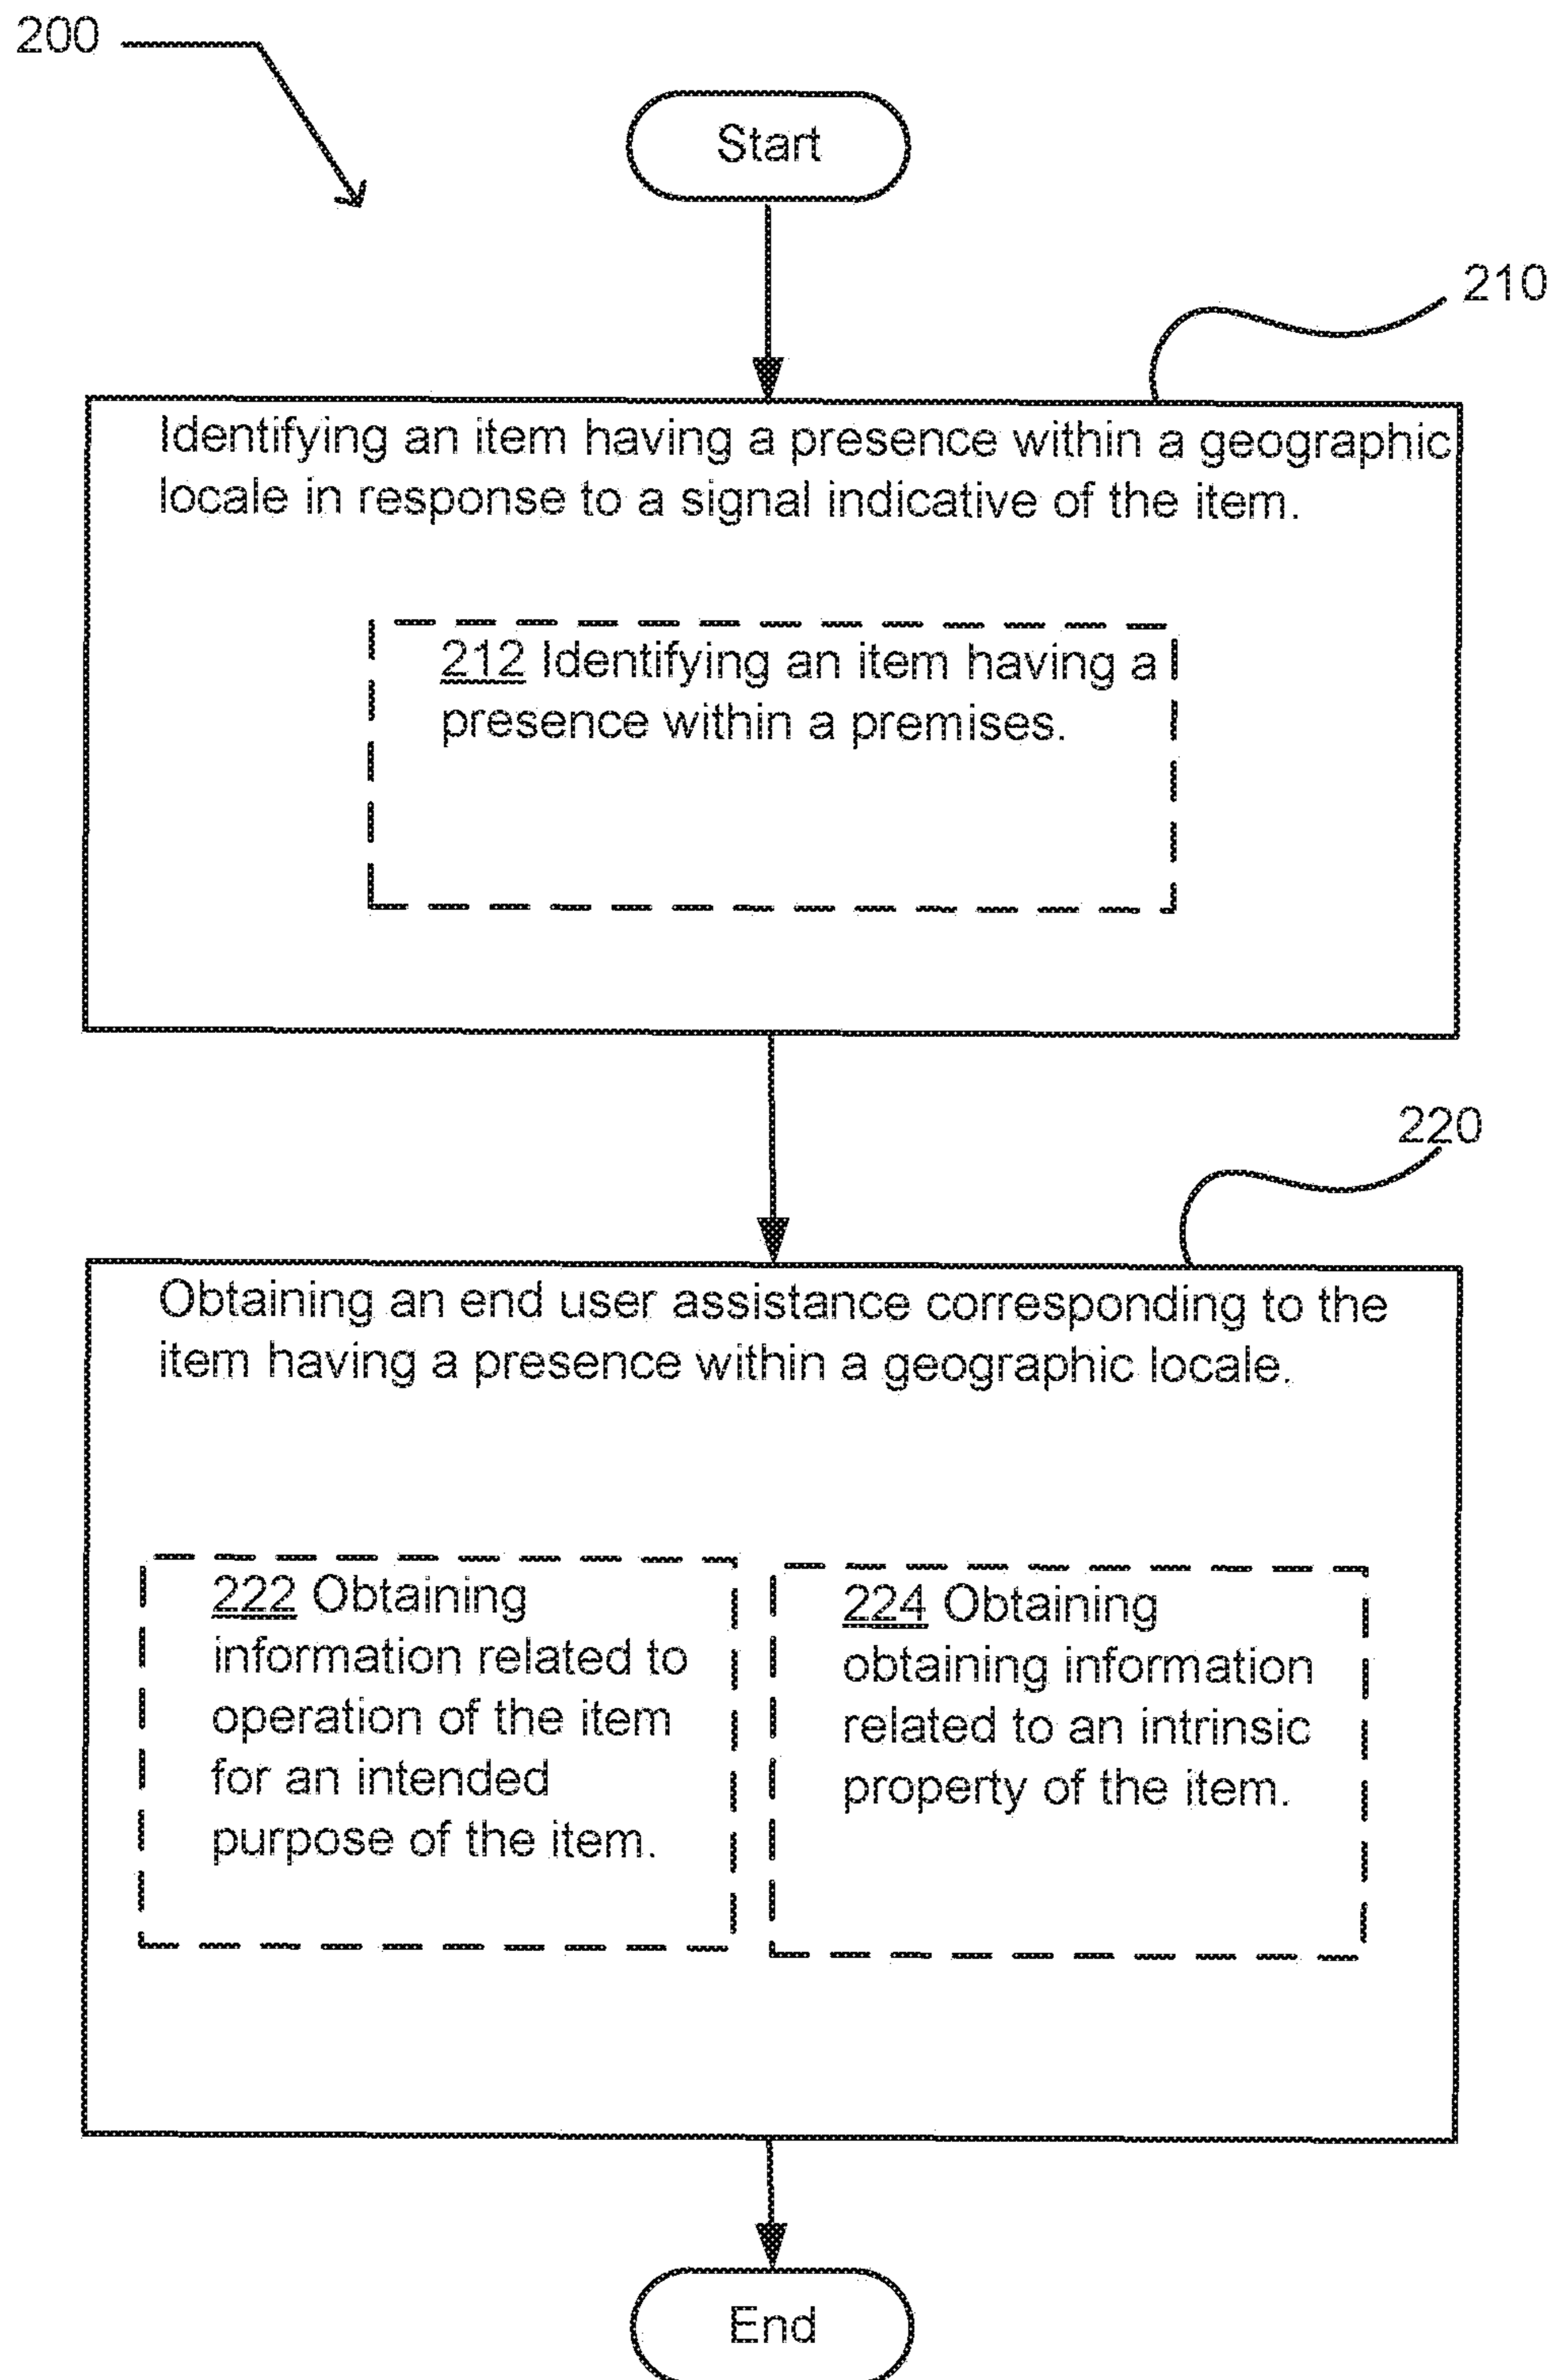 200
Start
210
Identifying an item having a presence within a geographic
locale in response to a signal indicative of the item.
212 Identifying an item having a
presence within a premises.
220
Obtaining an end user assistance corresponding to the
item having a presence within a geographic locale.
222 Obtaining
information related to
operation of the item
for an intended
purpose of the item.
224 Obtaining
obtaining information
related to an intrinsic
property of the item.
End